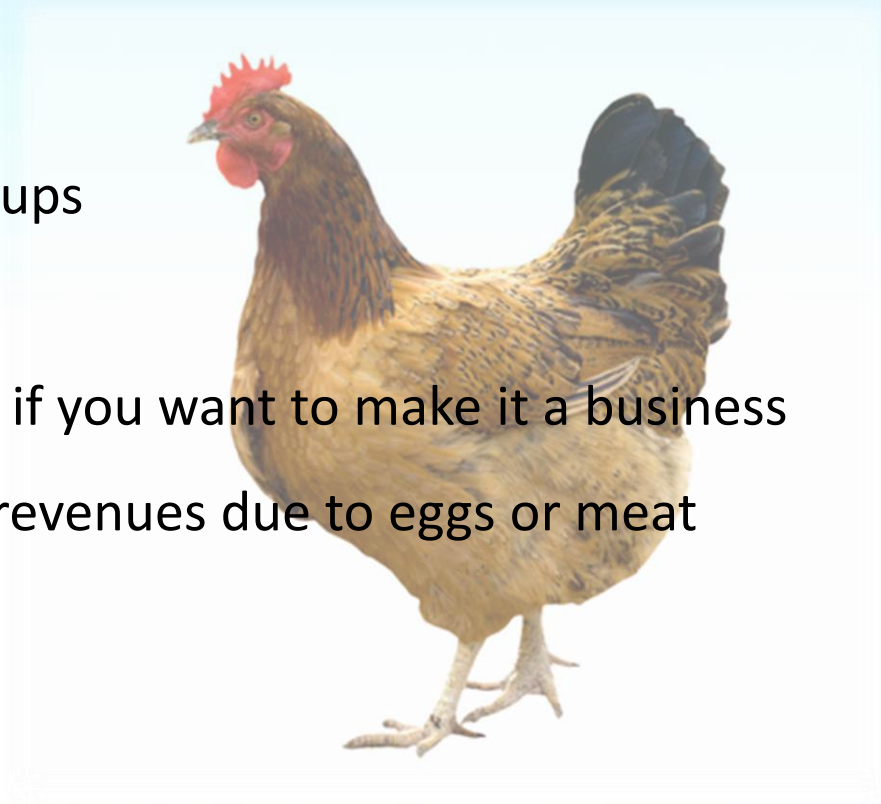 ups
if you want to make it a business
revenues due to eggs or meat